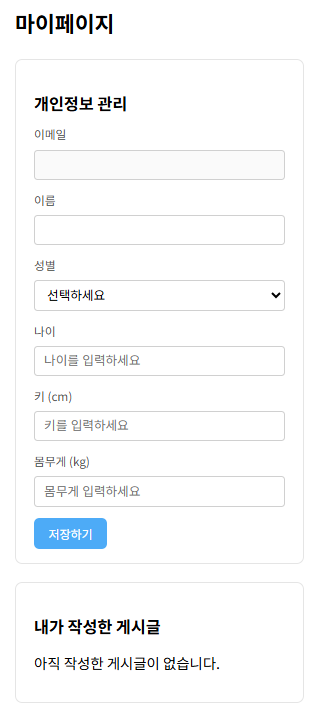 마이페이지
개인정보 관리
이메일
이름
성별
선택하세요
나이
나이를 입력하세요
키 (cm)
키를 입력하세요
몸무게 (kg)
몸무게 입력하세요
저장하기
내가 작성한 게시글
아직 작성한 게시글이 없습니다.